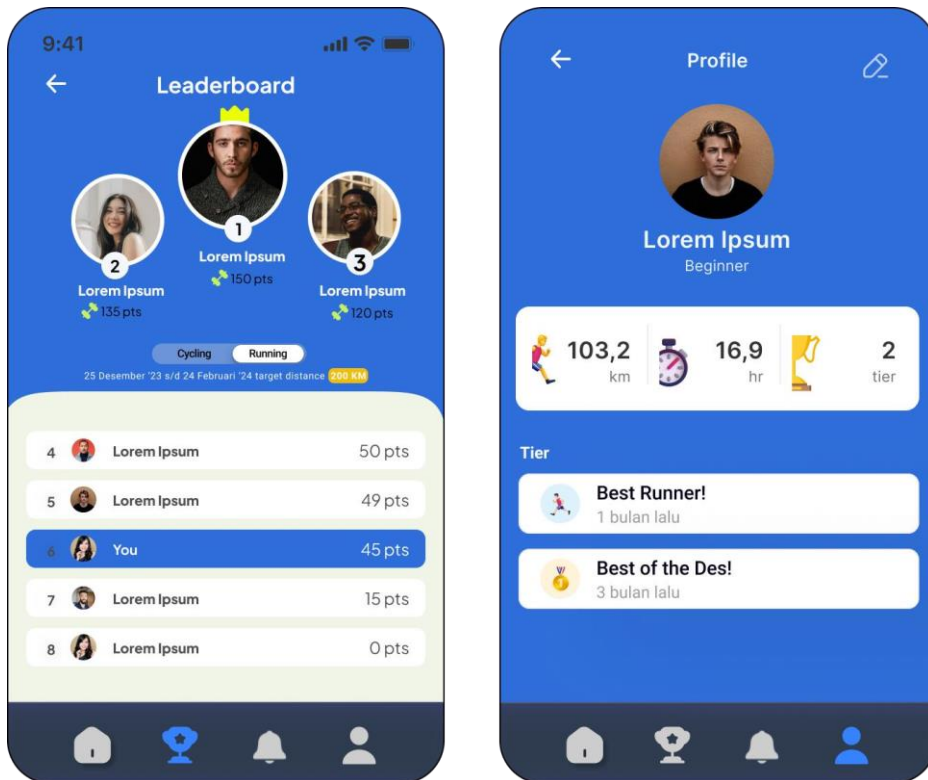 9:41
Leaderboard
1
Lorem Ipsum
150 pts
2
Lorem Ipsum
135 pts
3
Lorem Ipsum
120 pts
Cycling Running
25 Desember '23 s/d 24 Februari '24 target distance 200 KM
4 Lorem Ipsum 50 pts
5 Lorem Ipsum 49 pts
6 You 45 pts
7 Lorem Ipsum 15 pts
8 Lorem Ipsum 0 pts
Profile
Lorem Ipsum
Beginner
103,2 16,9 2
km hr tier
Tier
Best Runner!
1 bulan lalu
Best of the Des!
3 bulan lalu